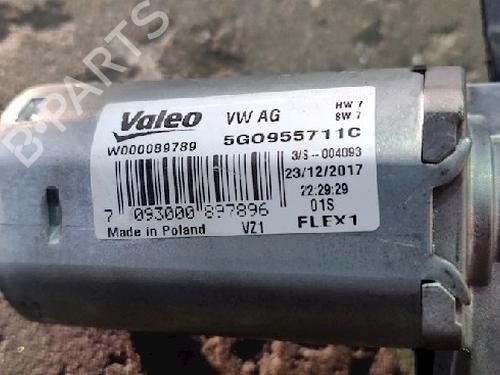 B-PARTS
Valeo VW AG HW 7
SW 7
W000089789 5G0955711C
3/S--004093
23/12/2017
22:29:29
7 093000 897896 01S
Made in Poland VZ1 FLEX1